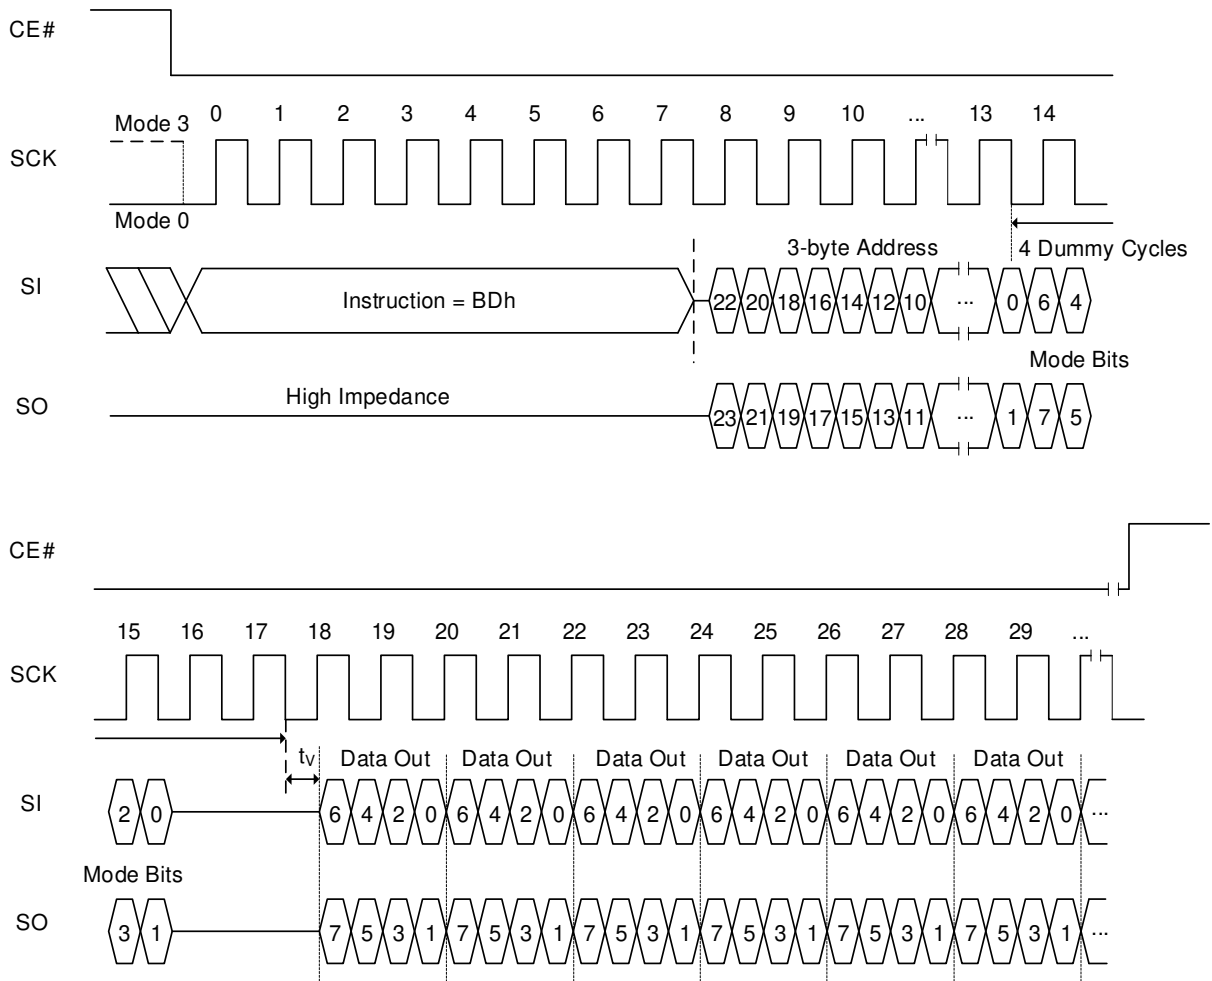 CE#
0 1 2 3 4 5 6 7 8 9 10 ... 13 14
Mode 3
SCK
Mode 0
3-byte Address
4 Dummy Cycles
SI
Instruction = BDh
22 20 18 16 14 12 10 ... 0 6 4
Mode Bits
SO
High Impedance
23 21 19 17 15 13 11 ... 1 7 5
CE#
15 16 17 18 19 20 21 22 23 24 25 26 27 28 29 ...
SCK
tV Data Out Data Out Data Out Data Out Data Out Data Out
SI
2 0 6 4 2 0 6 4 2 0 6 4 2 0 6 4 2 0 6 4 2 0 6 4 2 0 ...
Mode Bits
SO
3 1 7 5 3 1 7 5 3 1 7 5 3 1 7 5 3 1 7 5 3 1 7 5 3 1 ...